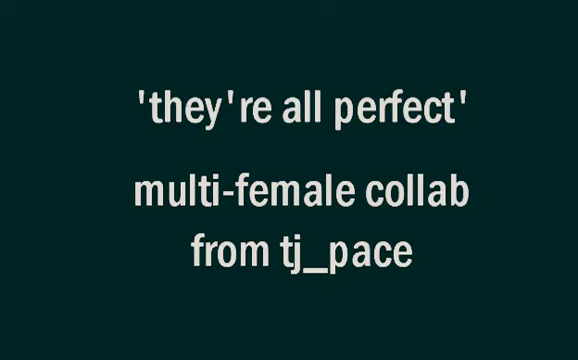 'they're all perfect'
multi-female collab
from tj_pace